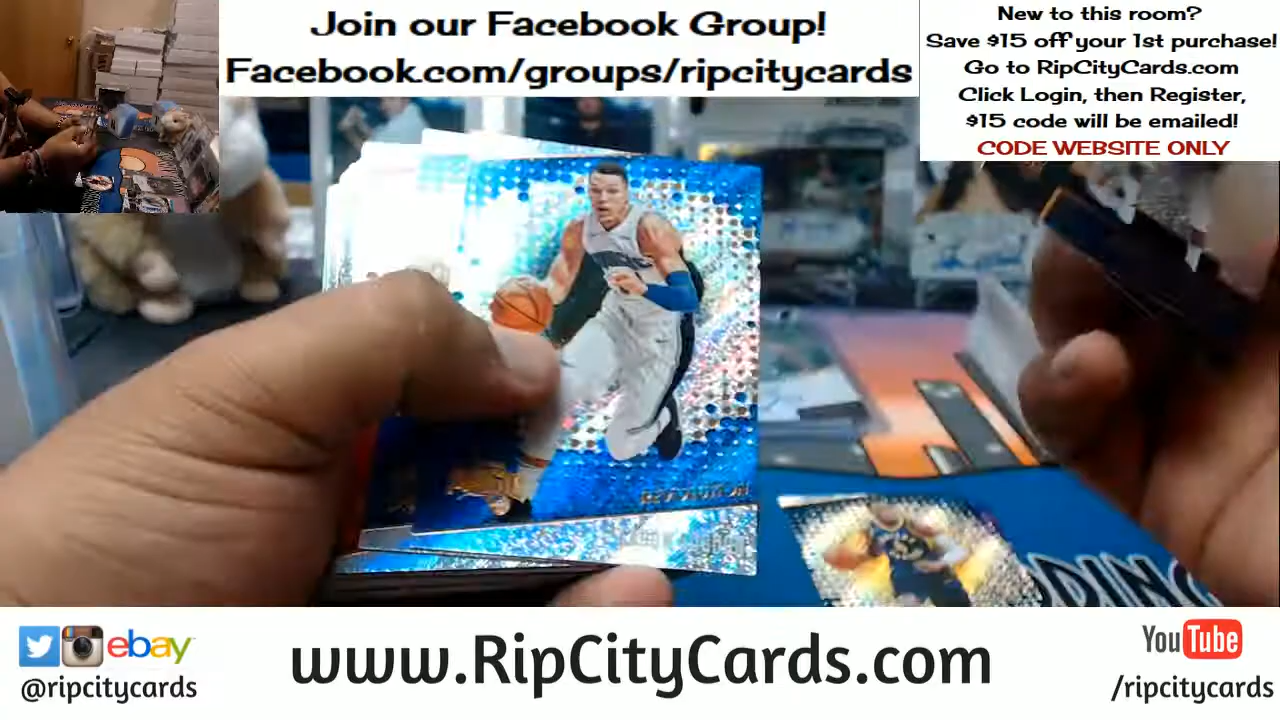 Join our Facebook Group!
Facebook.com/groups/ripcitycards
New to this room?
Save $15 off your 1st purchase!
Go to RipCityCards.com
Click Login, then Register,
$15 code will be emailed!
CODE WEBSITE ONLY
REVOLUTION
ebay
@ripcitycards
www.RipCityCards.com
YouTube
/ripcitycards